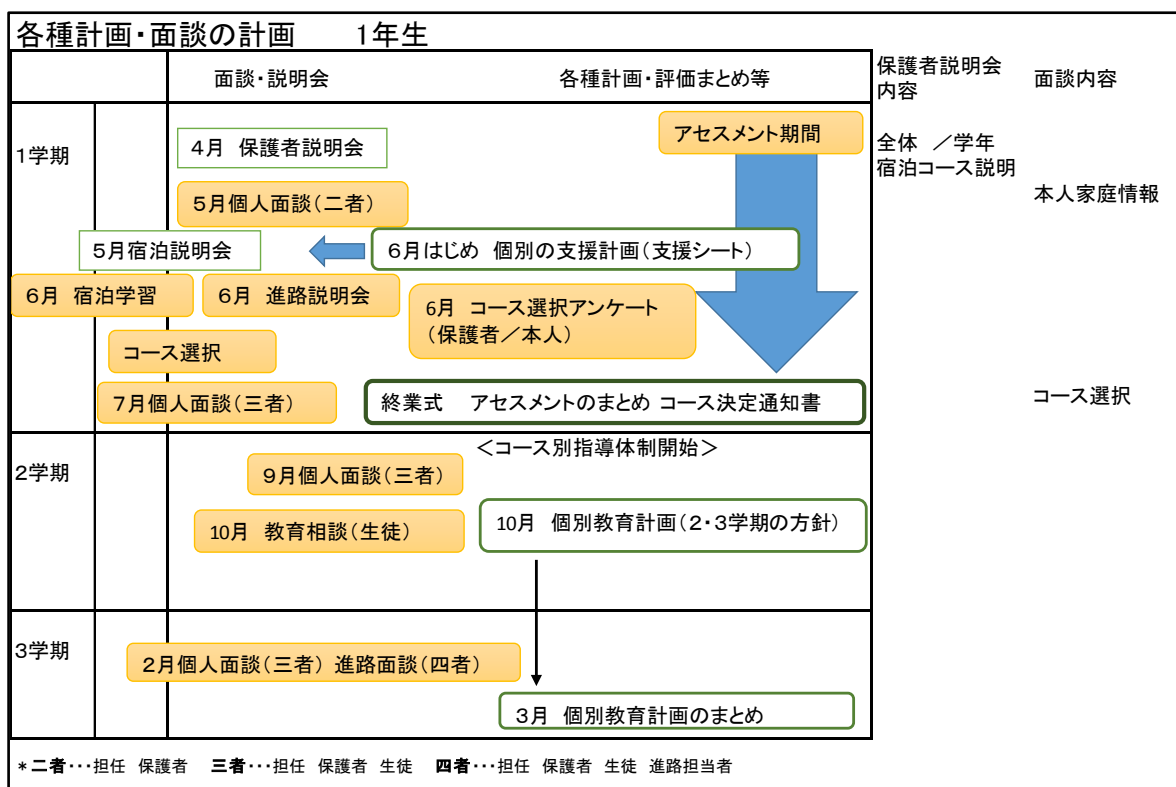 各種計画・面談の計画　　1年生
面談・説明会
各種計画・評価まとめ等
保護者説明会
内容
面談内容
1学期
4月　保護者説明会
アセスメント期間
全体　／学年
宿泊コース説明
5月個人面談（二者）
本人家庭情報
5月宿泊説明会
6月はじめ　個別の支援計画（支援シート）
6月　宿泊学習
6月　進路説明会
6月　コース選択アンケート
（保護者／本人）
コース選択
7月個人面談（三者）
終業式　アセスメントのまとめ コース決定通知書
コース選択
2学期
＜コース別指導体制開始＞
9月個人面談（三者）
10月　教育相談（生徒）
10月　個別教育計画（2・3学期の方針）
3学期
2月個人面談（三者） 進路面談（四者）
3月　個別教育計画のまとめ
＊二者・・・担任　保護者　三者・・・担任　保護者　生徒　四者・・・担任　保護者　生徒　進路担当者